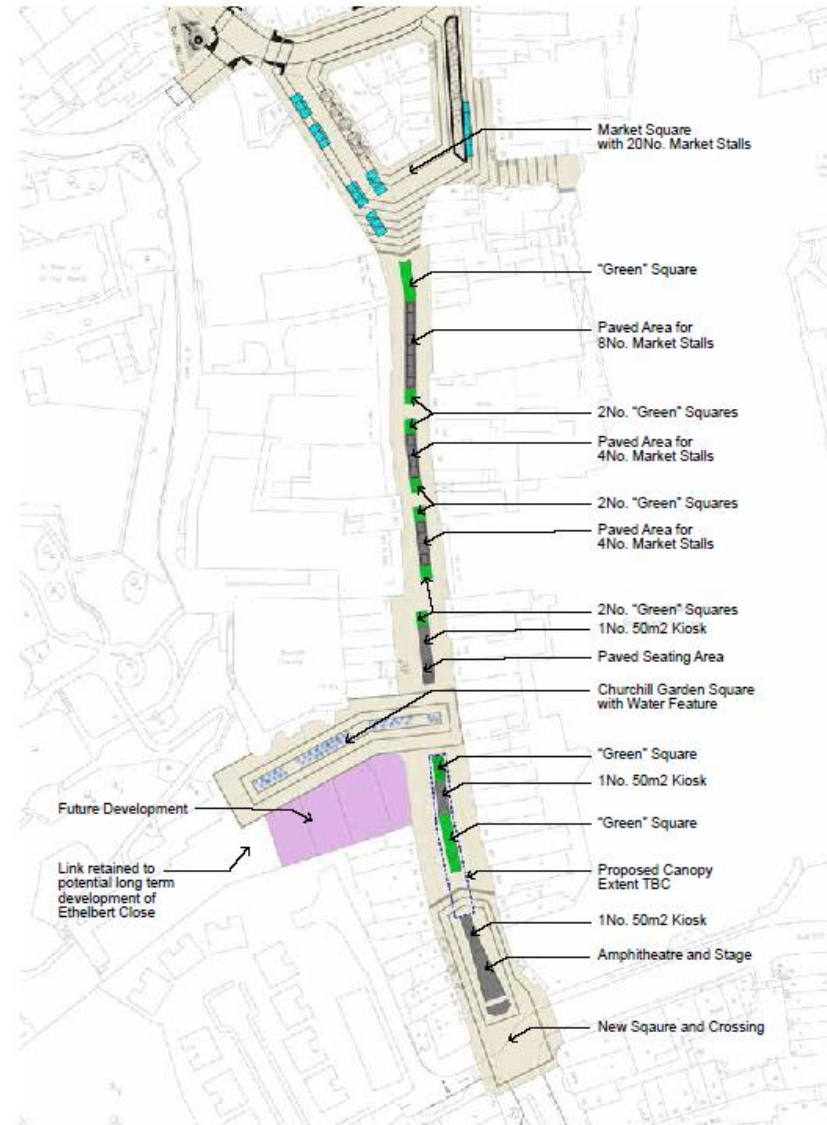 Market Square
with 20No. Market Stalls
"Green" Square
Paved Area for
8No. Market Stalls
2No. "Green" Squares
Paved Area for
4No. Market Stalls
2No. "Green" Squares
Paved Area for
4No. Market Stalls
2No. "Green" Squares
1No. 50m2 Kiosk
Paved Seating Area
Churchill Garden Square
with Water Feature
"Green" Square
1No. 50m2 Kiosk
Future Development
"Green" Square
Link retained to
potential long term
development of
Ethelbert Close
Proposed Canopy
Extent TBC
1No. 50m2 Kiosk
Amphitheatre and Stage
New Sqaure and Crossing